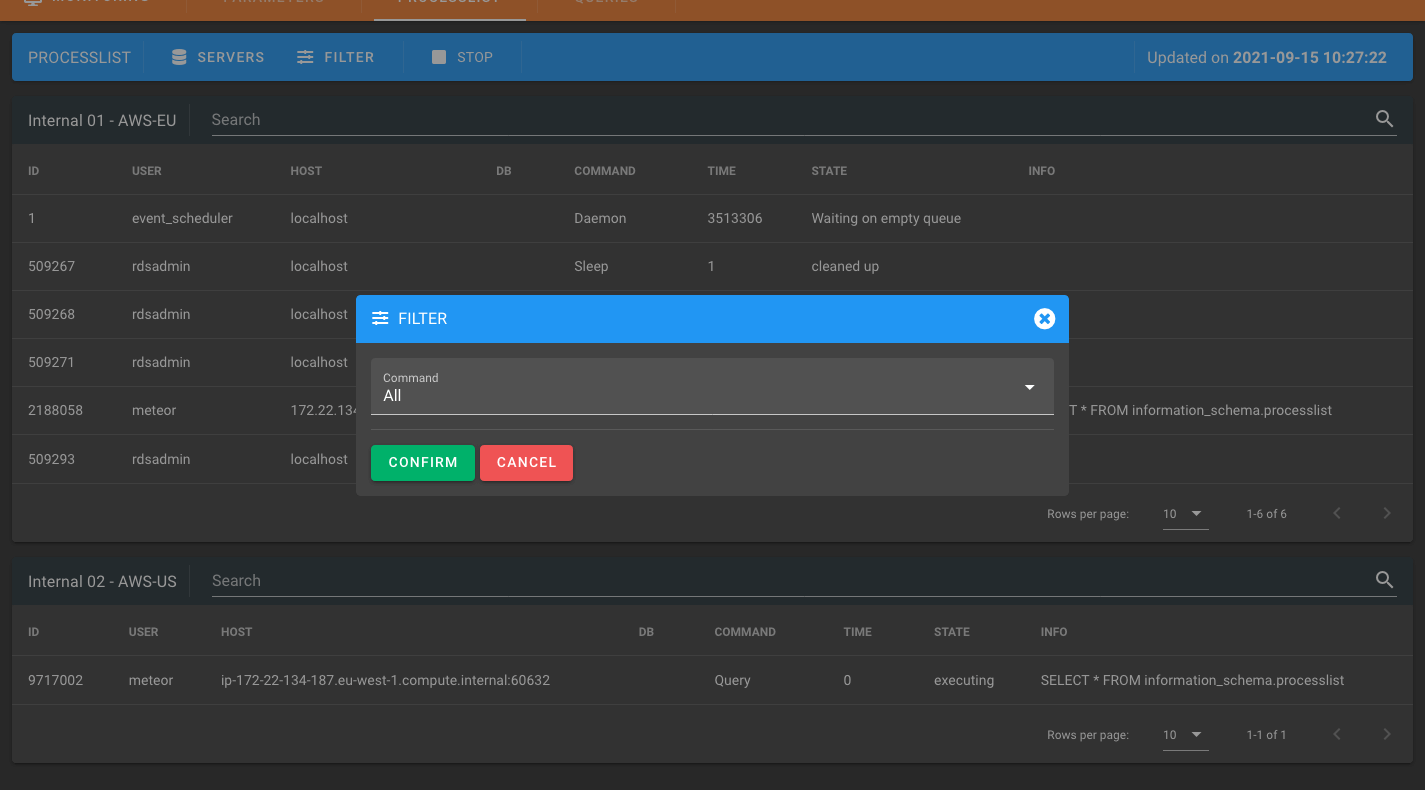 MONITORING PARAMETERS PROCESSLIST QUERIES
PROCESSLIST SERVERS FILTER STOP Updated on 2021-09-15 10:27:22
Internal 01 - AWS-EU Search
ID USER HOST DB COMMAND TIME STATE INFO
1 event_scheduler localhost Daemon 3513306 Waiting on empty queue
509267 rdsadmin localhost Sleep 1 cleaned up
509268 rdsadmin localhost
FILTER
509271 rdsadmin localhost
Command
All
2188058 meteor 172.22.134 T * FROM information_schema.processlist
509293 rdsadmin localhost
CONFIRM CANCEL
Rows per page: 10 1-6 of 6
Internal 02 - AWS-US Search
ID USER HOST DB COMMAND TIME STATE INFO
9717002 meteor ip-172-22-134-187.eu-west-1.compute.internal:60632 Query 0 executing SELECT * FROM information_schema.processlist
Rows per page: 10 1-1 of 1